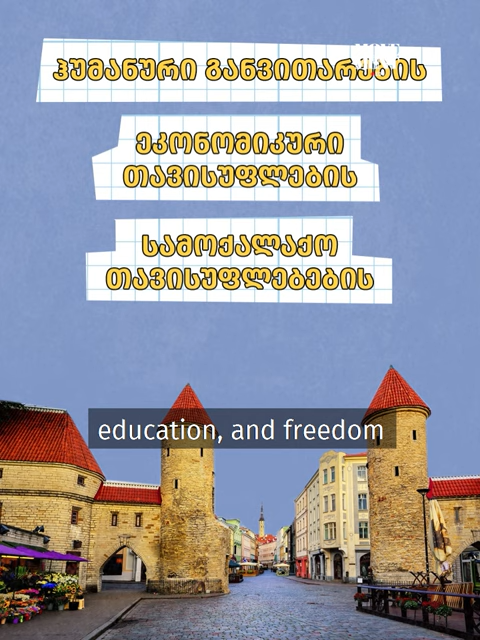 ჰუმანური განვითარების
ეკონომიკური
თავისუფლების
სამოქალაქო
თავისუფლებების
education, and freedom